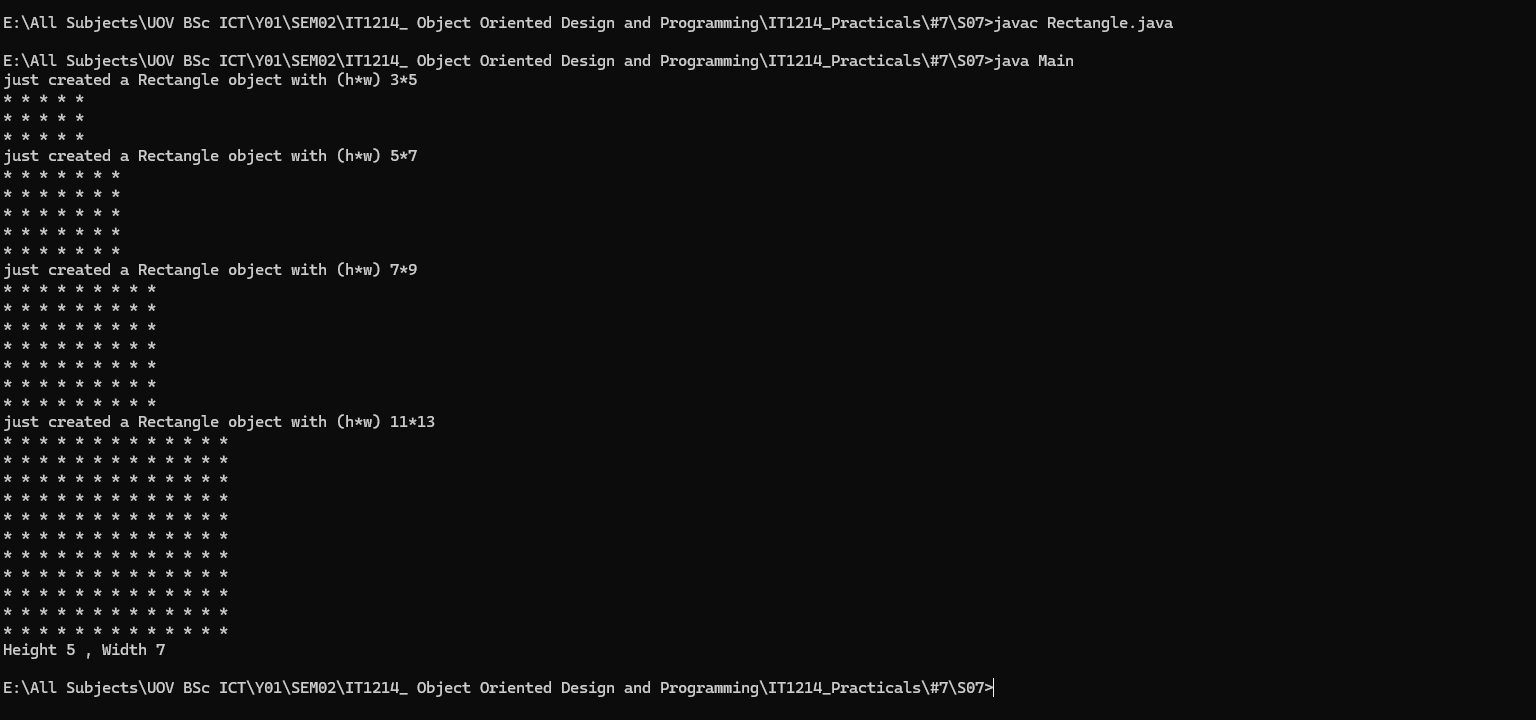 E:\All Subjects\UOV BSc ICT\Y01\SEM02\IT1214_ Object Oriented Design and Programming\IT1214_Practicals\#7\S07>javac Rectangle.java
E:\All Subjects\UOV BSc ICT\Y01\SEM02\IT1214_ Object Oriented Design and Programming\IT1214_Practicals\#7\S07>java Main
just created a Rectangle object with (h*w) 3*5
* * * * *
* * * * *
* * * * *
just created a Rectangle object with (h*w) 5*7
* * * * * * *
* * * * * * *
* * * * * * *
* * * * * * *
* * * * * * *
just created a Rectangle object with (h*w) 7*9
* * * * * * * * *
* * * * * * * * *
* * * * * * * * *
* * * * * * * * *
* * * * * * * * *
* * * * * * * * *
* * * * * * * * *
just created a Rectangle object with (h*w) 11*13
* * * * * * * * * * * * *
* * * * * * * * * * * * *
* * * * * * * * * * * * *
* * * * * * * * * * * * *
* * * * * * * * * * * * *
* * * * * * * * * * * * *
* * * * * * * * * * * * *
* * * * * * * * * * * * *
* * * * * * * * * * * * *
* * * * * * * * * * * * *
* * * * * * * * * * * * *
Height 5 , Width 7
E:\All Subjects\UOV BSc ICT\Y01\SEM02\IT1214_ Object Oriented Design and Programming\IT1214_Practicals\#7\S07>